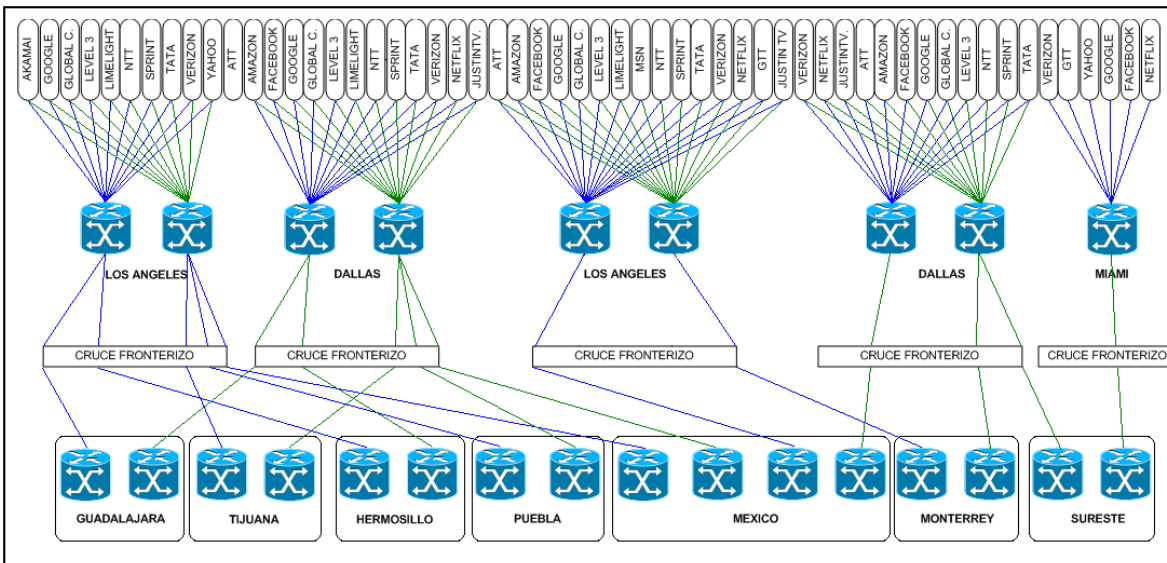 AKAMAI
GOOGLE
GLOBAL C.
LEVEL 3
LIMELIGHT
NTT
SPRINT
TATA
VERIZON
YAHOO
ATT
AMAZON
FACEBOOK
GOOGLE
GLOBAL C.
LEVEL 3
LIMELIGHT
NTT
SPRINT
TATA
VERIZON
NETFLIX
JUSTINTV.
ATT
AMAZON
FACEBOOK
GOOGLE
GLOBAL C.
LEVEL 3
LIMELIGHT
MSN
NTT
SPRINT
TATA
VERIZON
NETFLIX
GTT
JUSTIN TV
VERIZON
NETFLIX
JUSTINTV.
ATT
AMAZON
FACEBOOK
GOOGLE
GLOBAL C.
LEVEL 3
NTT
SPRINT
TATA
VERIZON
GTT
YAHOO
GOOGLE
FACEBOOK
NETFLIX
LOS ANGELES
DALLAS
LOS ANGELES
DALLAS
MIAMI
CRUCE FRONTERIZO
CRUCE FRONTERIZO
CRUCE FRONTERIZO
CRUCE FRONTERIZO
CRUCE FRONTERIZO
GUADALAJARA
TIJUANA
HERMOSILLO
PUEBLA
MEXICO
MONTERREY
SURESTE